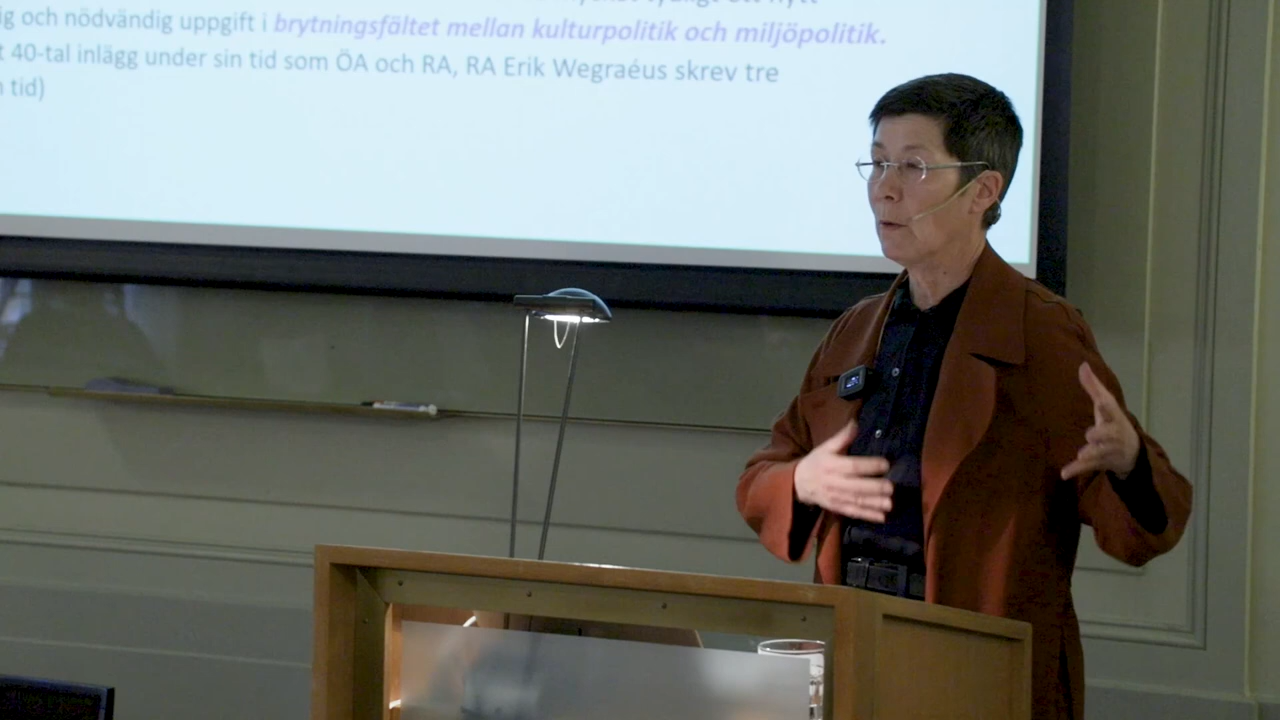 ig och nödvändig uppgift i brytningsfältet mellan kulturpolitik och miljöpolitik.
t 40-tal inlägg under sin tid som ÖA och RA, RA Erik Wegraéus skrev tre
n tid)